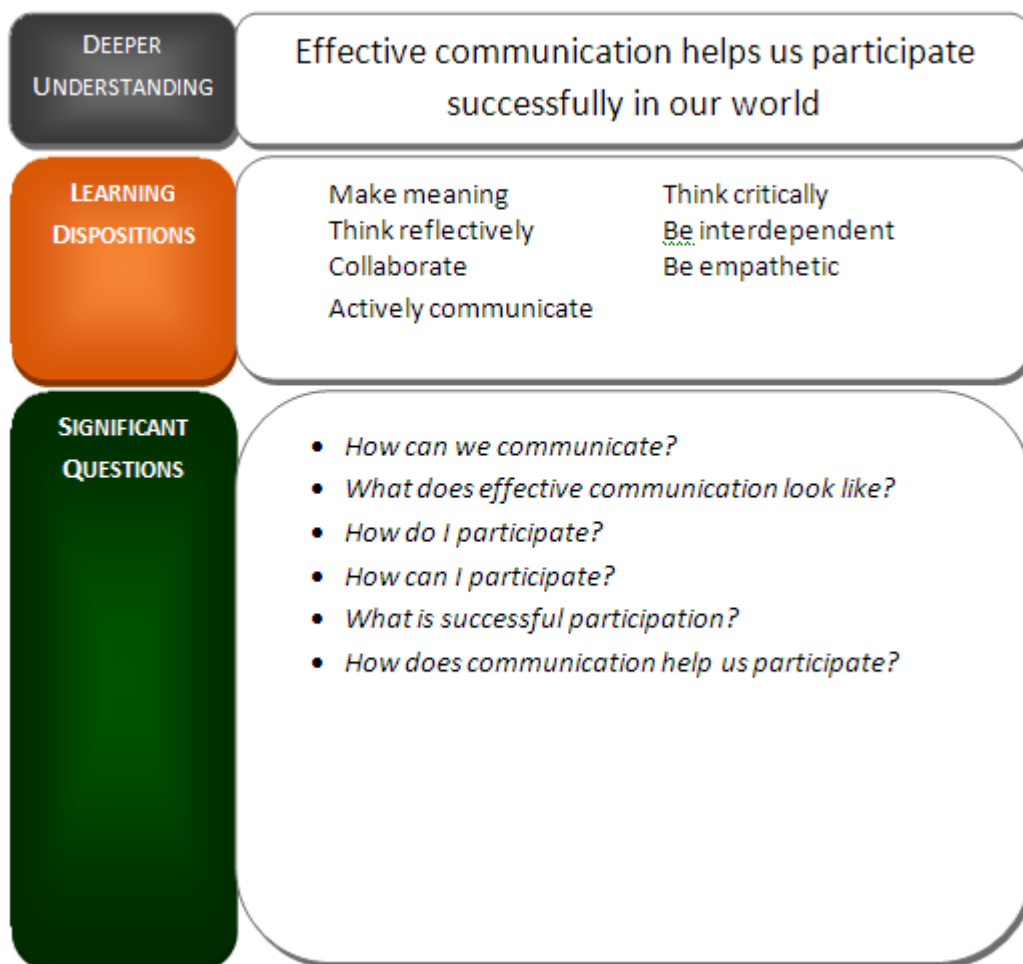 DEEPER
UNDERSTANDING
Effective communication helps us participate
successfully in our world
LEARNING
DISPOSITIONS
Make meaning
Think reflectively
Collaborate
Actively communicate
Think critically
Be interdependent
Be empathetic
SIGNIFICANT
QUESTIONS
• How can we communicate?
• What does effective communication look like?
• How do I participate?
• How can I participate?
• What is successful participation?
• How does communication help us participate?